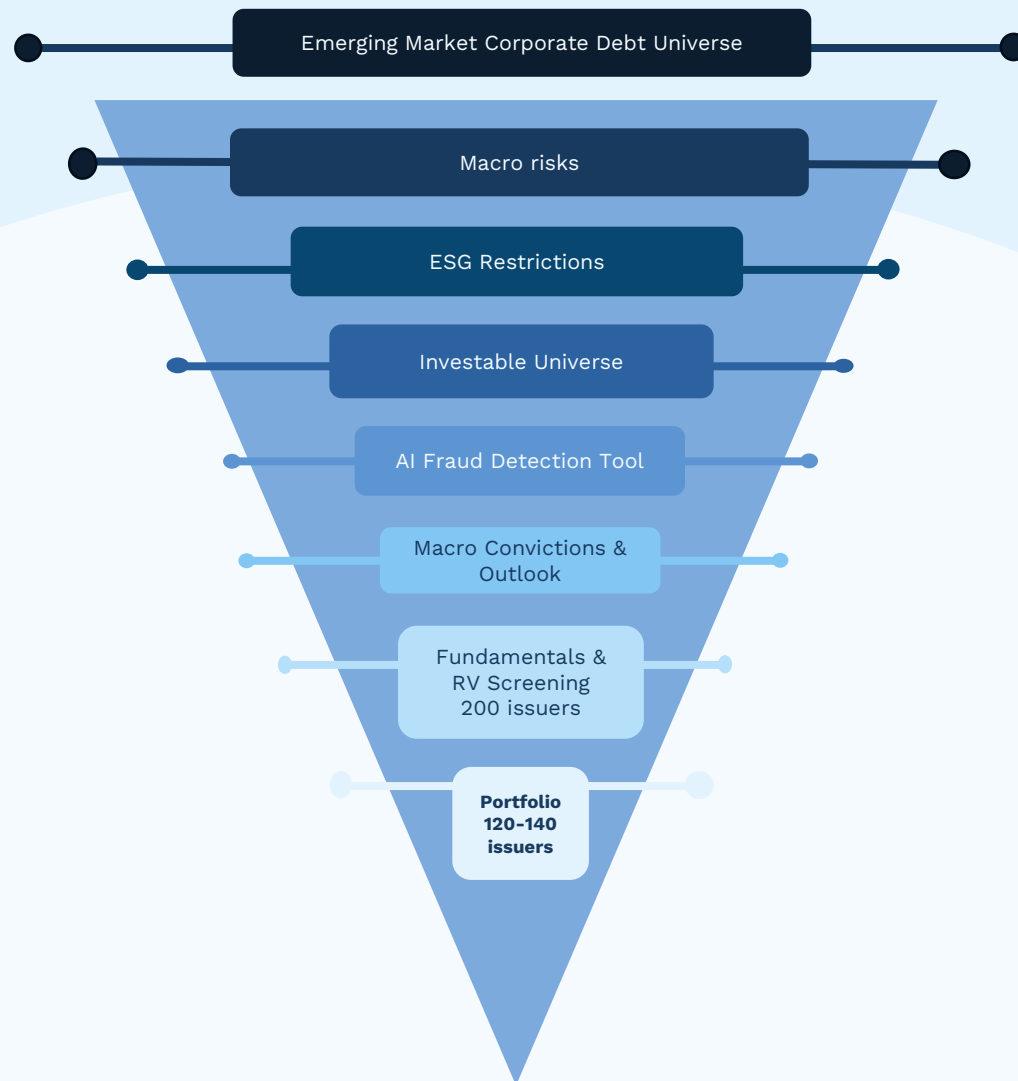 Emerging Market Corporate Debt Universe
Macro risks
ESG Restrictions
Investable Universe
AI Fraud Detection Tool
Macro Convictions &
Outlook
Fundamentals &
RV Screening
200 issuers
Portfolio
120-140
issuers